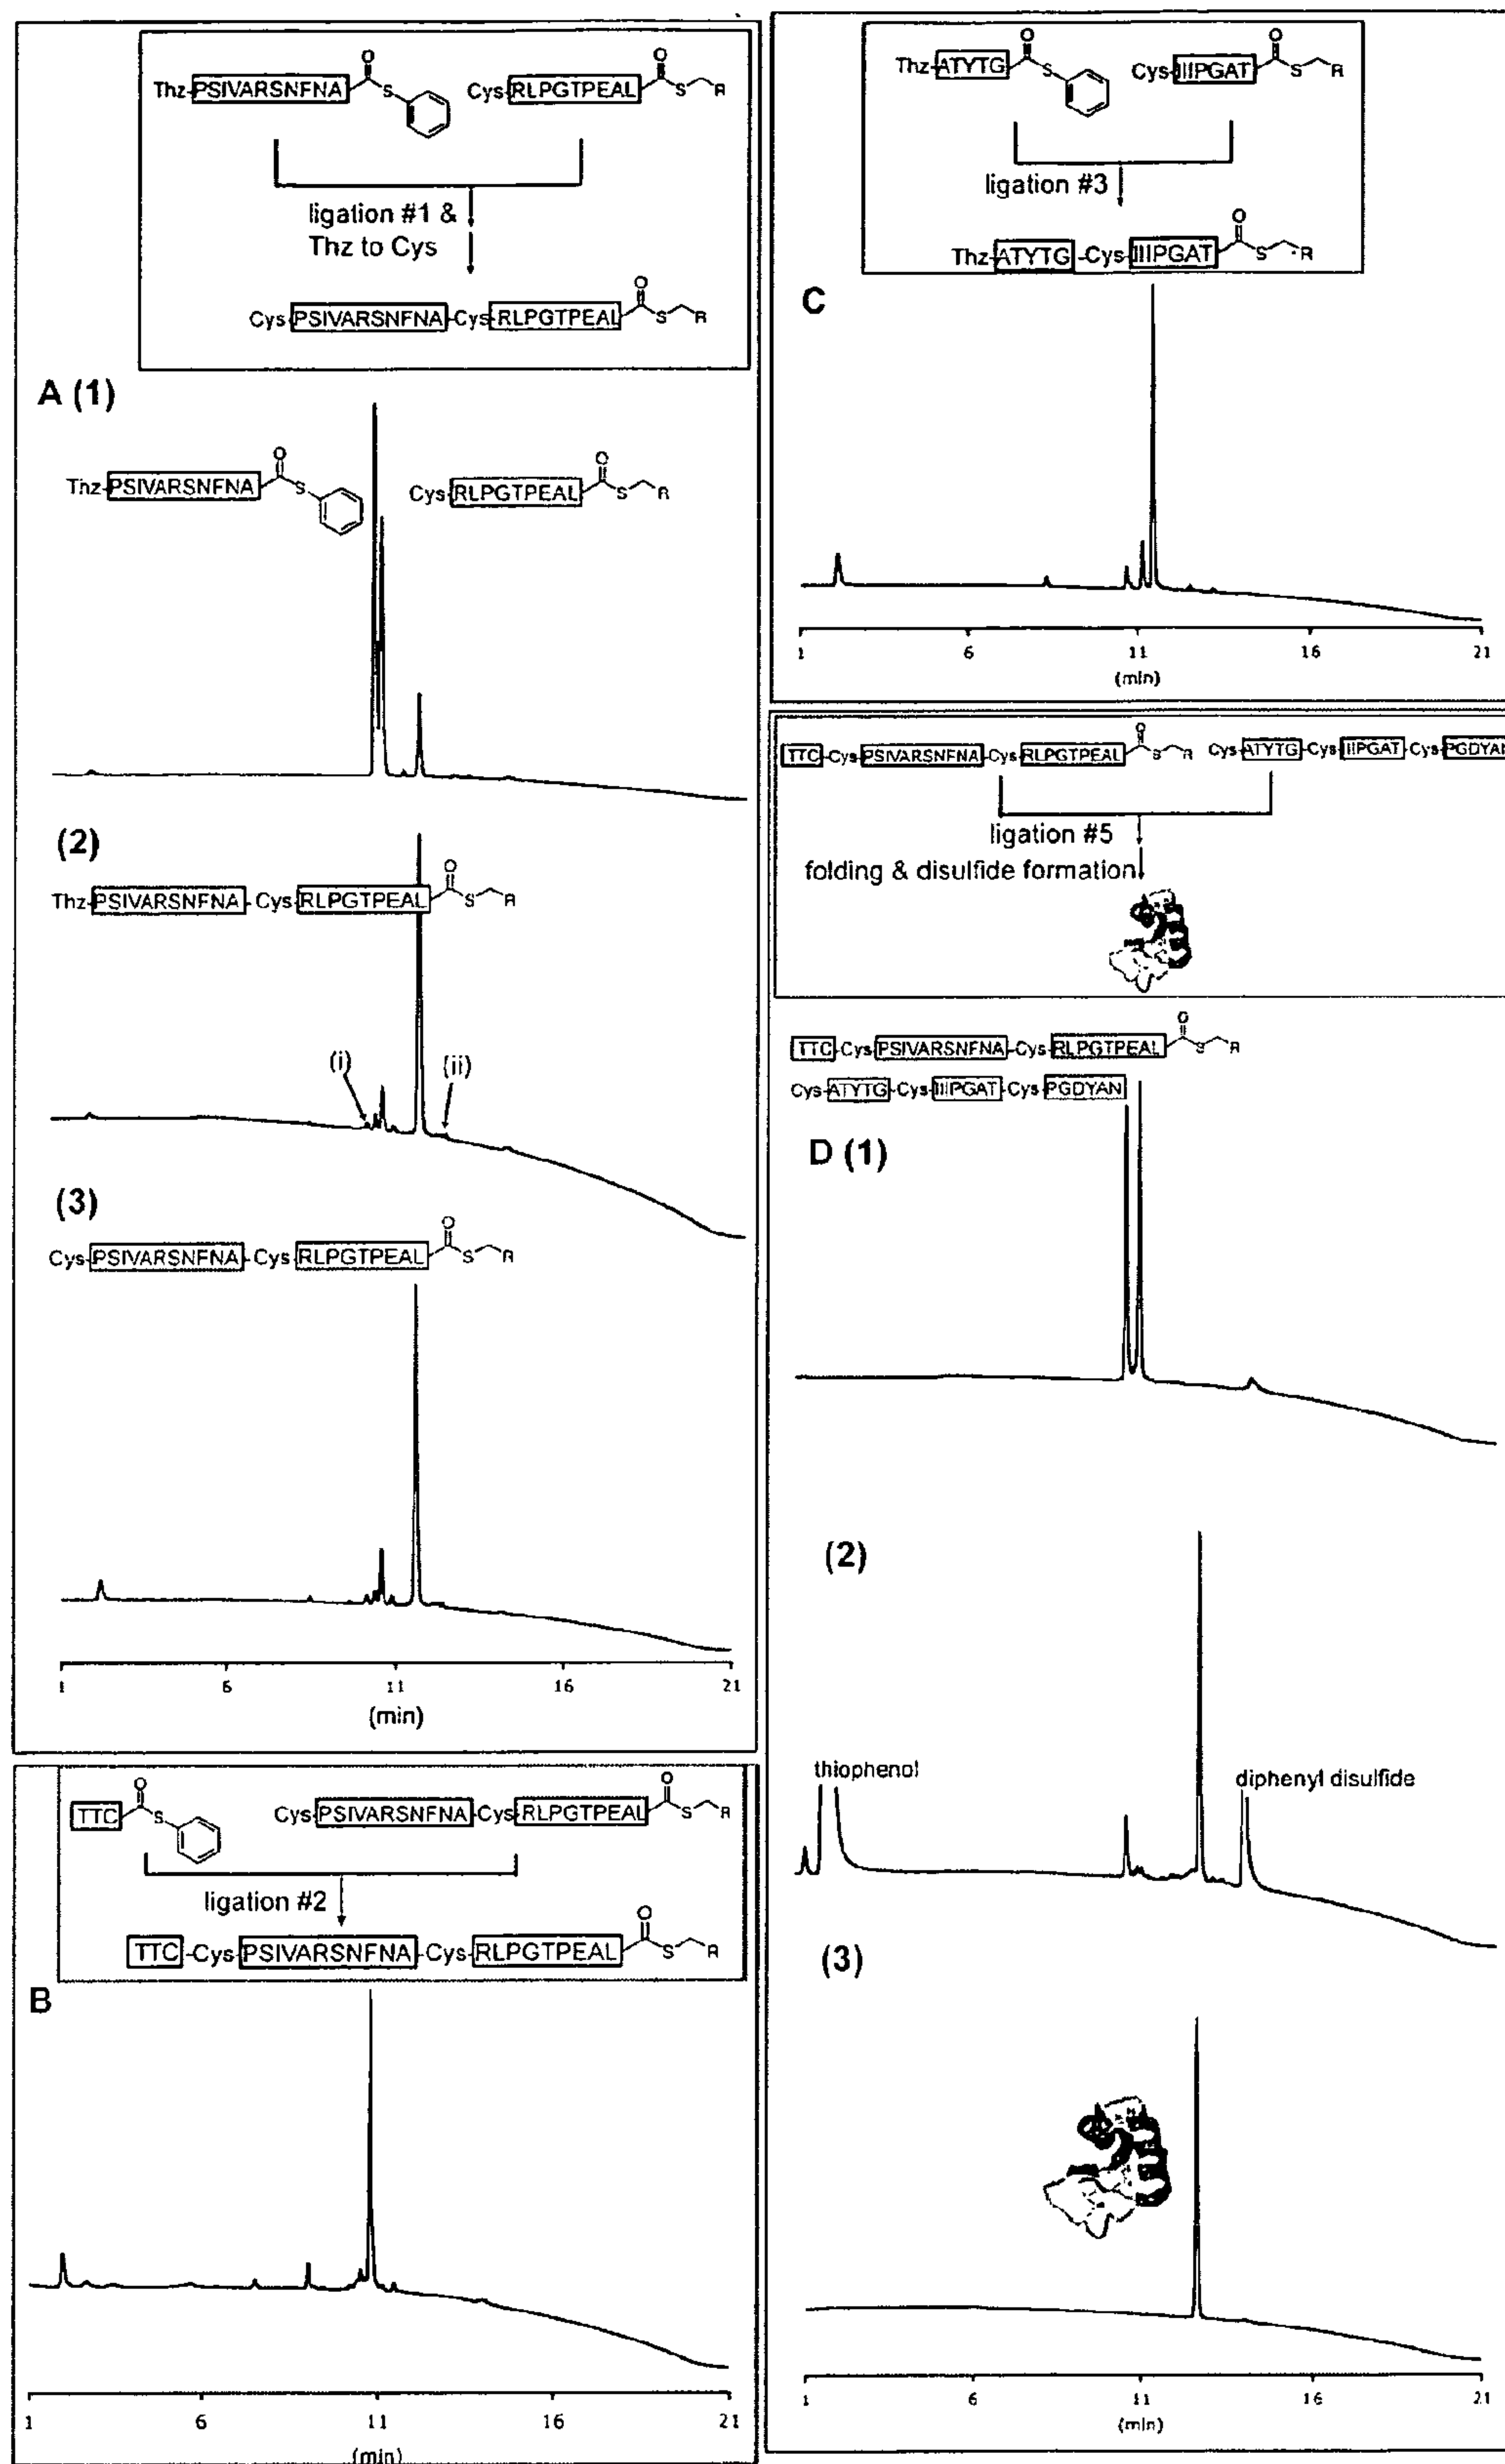 O O
Thz-PSIVARSNFNA S Cys-RLPGTPEAL S R
ligation #1 &
Thz to Cys
O
Cys-PSIVARSNFNA-Cys-RLPGTPEAL S R
A (1)
O O
Thz-PSIVARSNFNA S Cys-RLPGTPEAL S R
(2)
O
Thz-PSIVARSNFNA-Cys-RLPGTPEAL S R
(i) (ii)
(3)
O
Cys-PSIVARSNFNA-Cys-RLPGTPEAL S R
1 6 11 16 21
(min)
O O
TTC S Cys-PSIVARSNFNA-Cys-RLPGTPEAL S R
ligation #2
O
TTC-Cys-PSIVARSNFNA-Cys-RLPGTPEAL S R
B
1 6 11 16 21
(min)
O O
Thz-ATYTG S Cys-IIIPGAT S R
ligation #3
O
Thz-ATYTG-Cys-IIIPGAT S R
C
1 6 11 16 21
(min)
O
TTC-Cys-PSIVARSNFNA-Cys-RLPGTPEAL S R Cys-ATYTG-Cys-IIIPGAT-Cys-PGDYAN
ligation #5
folding & disulfide formation
O
TTC-Cys-PSIVARSNFNA-Cys-RLPGTPEAL S R
Cys-ATYTG-Cys-IIIPGAT-Cys-PGDYAN
D (1)
(2)
thiophenol
diphenyl disulfide
(3)
1 6 11 16 21
(min)